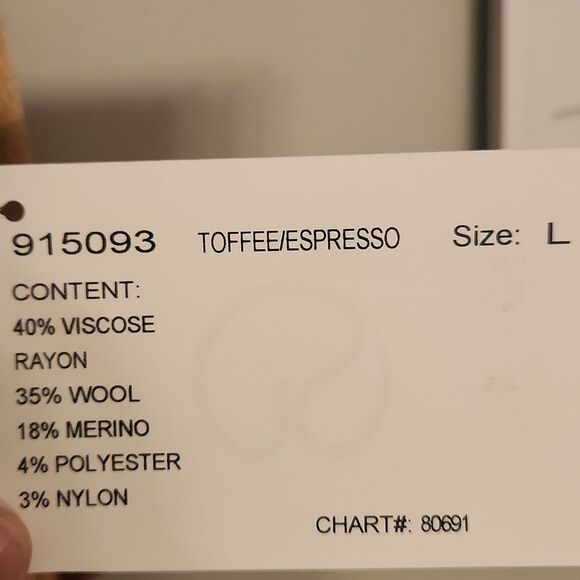 915093 TOFFEE/ESPRESSO Size: L
CONTENT:
40% VISCOSE
RAYON
35% WOOL
18% MERINO
4% POLYESTER
3% NYLON
CHART#: 80691